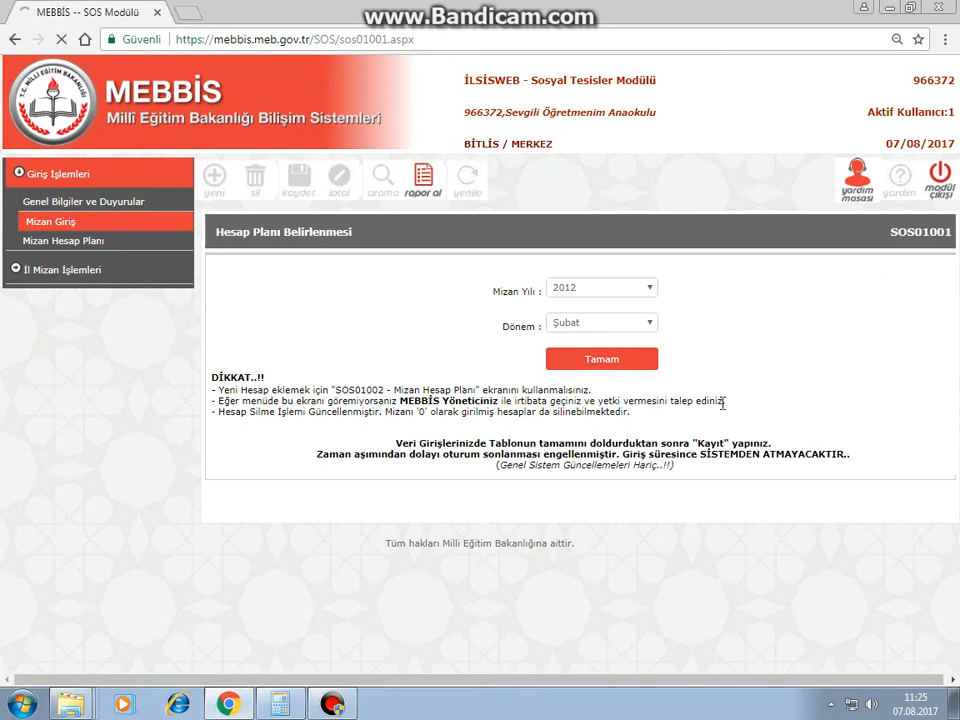 www.Bandicam.com
MEBBİS -- SOS Modülü
Güvenli
https://mebbis.meb.gov.tr/SOS/sos01001.aspx
MEBBİS
Millî Eğitim Bakanlığı Bilişim Sistemleri
İLSİSWEB - Sosyal Tesisler Modülü
966372
966372,Sevgili Öğretmenim Anaokulu
Aktif Kullanıcı:1
BİTLİS / MERKEZ
07/08/2017
Giriş İşlemleri
Genel Bilgiler ve Duyurular
Mizan Giriş
Mizan Hesap Planı
İl Mizan İşlemleri
yeni sil kaydet iptal arama rapor al yenile
yardım masası yardım modül çıkışı
Hesap Planı Belirlenmesi
SOS01001
Mizan Yılı : 2012
Dönem : Şubat
Tamam
DİKKAT..!!
- Yeni Hesap eklemek için "SOS01002 - Mizan Hesap Planı" ekranını kullanmalısınız.
- Eğer menüde bu ekranı göremiyorsanız MEBBİS Yöneticiniz ile irtibata geçiniz ve yetki vermesini talep ediniz.
- Hesap Silme İşlemi Güncellenmiştir. Mizanı '0' olarak girilmiş hesaplar da silinebilmektedir.
Veri Girişlerinizde Tablonun tamamını doldurduktan sonra "Kayıt" yapınız.
Zaman aşımından dolayı oturum sonlanması engellenmiştir. Giriş süresince SİSTEMDEN ATMAYACAKTIR..
(Genel Sistem Güncellemeleri Hariç..!!)
Tüm hakları Milli Eğitim Bakanlığına aittir.
11:25
07.08.2017